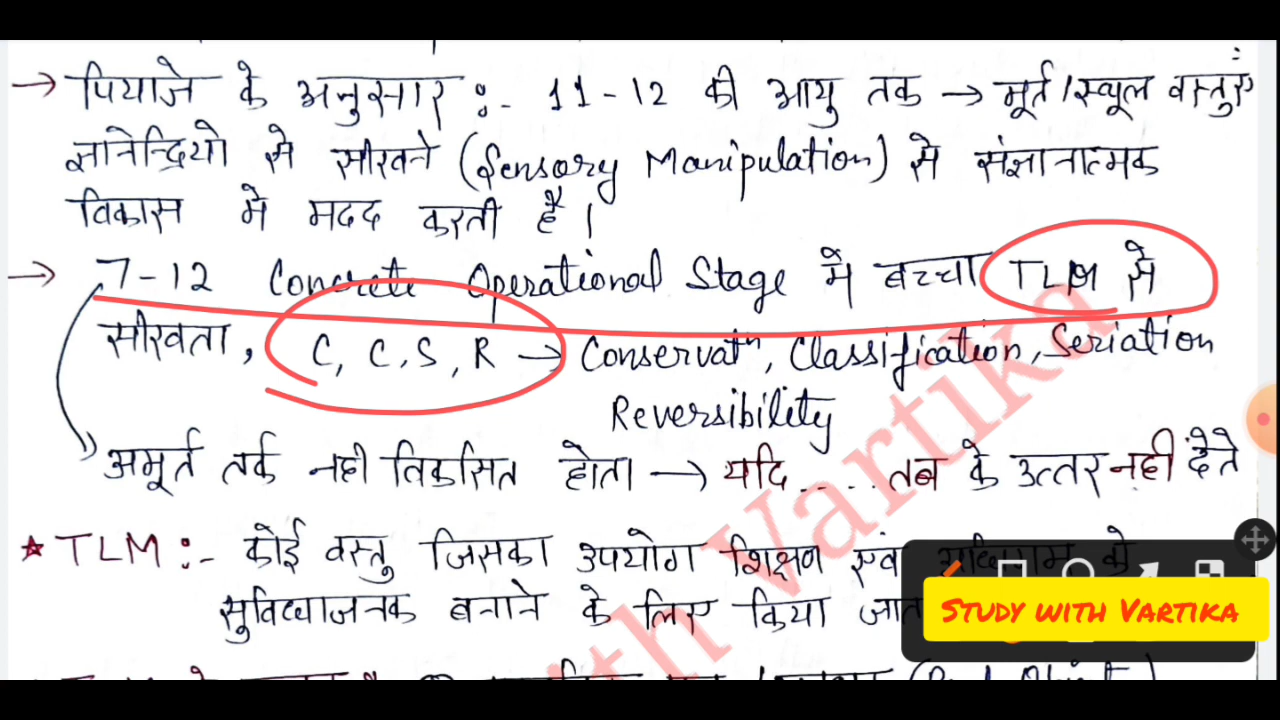 → पियाजे के अनुसार :- 11-12 की आयु तक → मूर्त/स्थूल वस्तुएं
ज्ञानेन्द्रियो से सीखने (Sensory Manipulation) से संज्ञानात्मक
विकास मे मदद करती है।
→ 7-12 Concrete Operational Stage में बच्चा TLM से
सीखता, C, C, S, R → Conservatn, Classification, Seriation
Reversibility
अमूर्त तर्क नही विकसित होता → यदि .... तब के उत्तर नही देते
★ TLM :- कोई वस्तु जिसका उपयोग शिक्षण एवं
सुविधाजनक बनाने के लिए किया
STUDY WITH VARTIKA
th Vartika